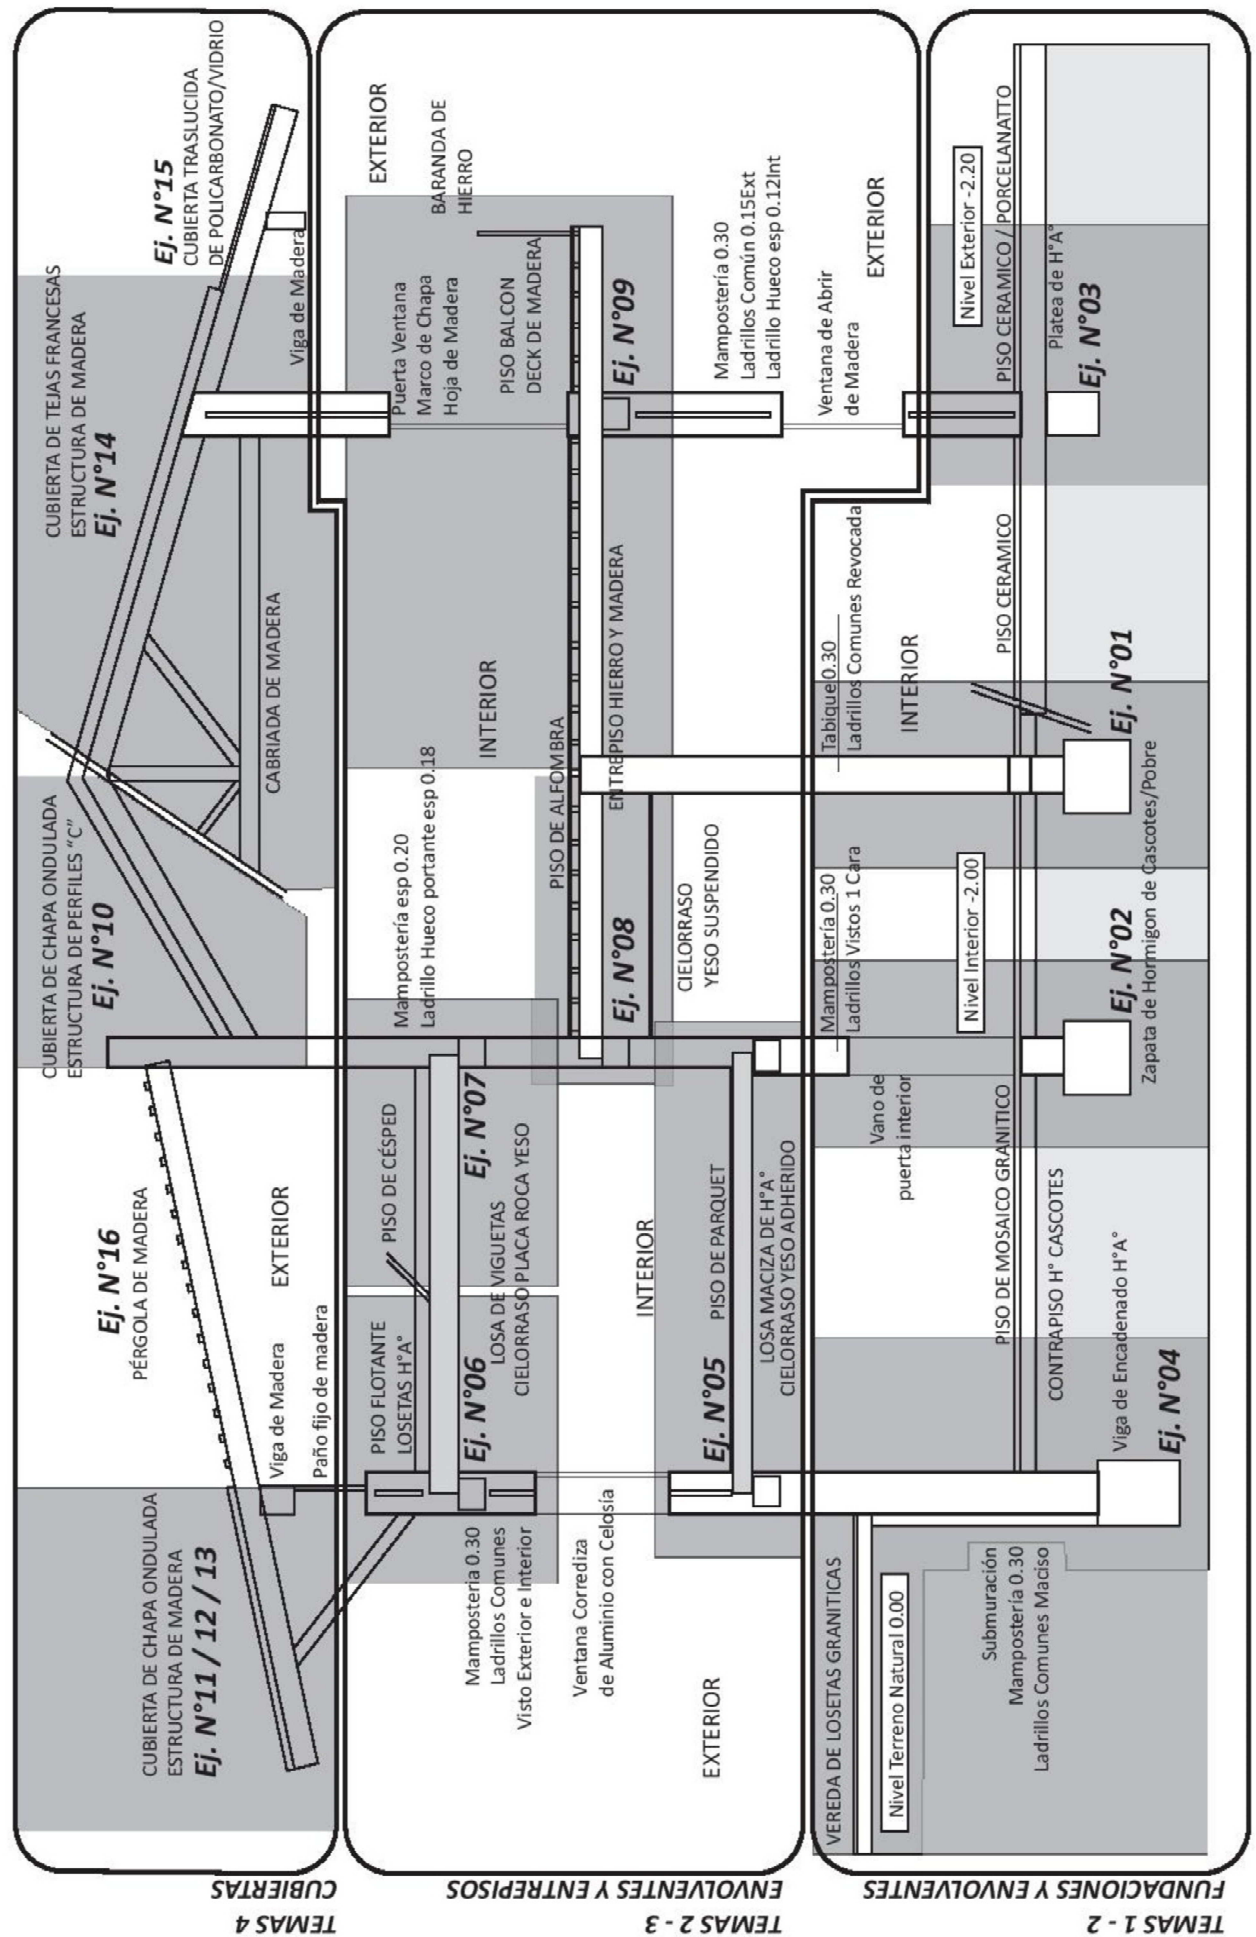 TEMAS 4
CUBIERTAS
CUBIERTA DE CHAPA ONDULADA
ESTRUCTURA DE MADERA
Ej. N°11 / 12 / 13
Ej. N°16
PÉRGOLA DE MADERA
EXTERIOR
Viga de Madera
Paño fijo de madera
CUBIERTA DE CHAPA ONDULADA
ESTRUCTURA DE PERFILES "C"
Ej. N°10
CABRIADA DE MADERA
CUBIERTA DE TEJAS FRANCESAS
ESTRUCTURA DE MADERA
Ej. N°14
Ej. N°15
CUBIERTA TRASLUCIDA
DE POLICARBONATO/VIDRIO
Viga de Madera
TEMAS 2 - 3
ENVOLVENTES Y ENTREPISOS
Mamposteria 0.30
Ladrillos Comunes
Visto Exterior e Interior
Ventana Corrediza
de Aluminio con Celosía
EXTERIOR
PISO FLOTANTE
LOSETAS H°A°
Ej. N°06
PISO DE CÉSPED
Ej. N°07
LOSA DE VIGUETAS
CIELORRASO PLACA ROCA YESO
INTERIOR
Ej. N°05
PISO DE PARQUET
LOSA MACIZA DE H°A°
CIELORRASO YESO ADHERIDO
Mampostería esp 0.20
Ladrillo Hueco portante esp 0.18
INTERIOR
PISO DE ALFOMBRA
ENTREPISO HIERRO Y MADERA
Ej. N°08
CIELORRASO
YESO SUSPENDIDO
EXTERIOR
BARANDA DE
HIERRO
Puerta Ventana
Marco de Chapa
Hoja de Madera
PISO BALCON
DECK DE MADERA
Ej. N°09
Mampostería 0.30
Ladrillos Común 0.15Ext
Ladrillo Hueco esp 0.12Int
Ventana de Abrir
de Madera
EXTERIOR
TEMAS 1 - 2
FUNDACIONES Y ENVOLVENTES
VEREDA DE LOSETAS GRANITICAS
Nivel Terreno Natural 0.00
Submuración
Mampostería 0.30
Ladrillos Comunes Maciso
Viga de Encadenado H°A°
Ej. N°04
PISO DE MOSAICO GRANITICO
CONTRAPISO H° CASCOTES
Vano de
puerta interior
Mampostería 0.30
Ladrillos Vistos 1 Cara
Nivel Interior -2.00
Ej. N°02
Zapata de Hormigon de Cascotes/Pobre
Tabique 0.30
Ladrillos Comunes Revocada
INTERIOR
PISO CERAMICO
Ej. N°01
Nivel Exterior -2.20
PISO CERAMICO / PORCELANATTO
Platea de H°A°
Ej. N°03